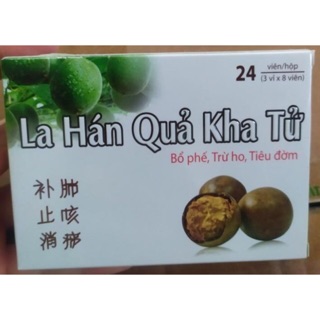 24 viên/hộp
(3 vỉ x 8 viên)
La Hán Quả Kha Tử
Bổ phế, Trừ ho, Tiêu đờm
补肺
止咳
消痰